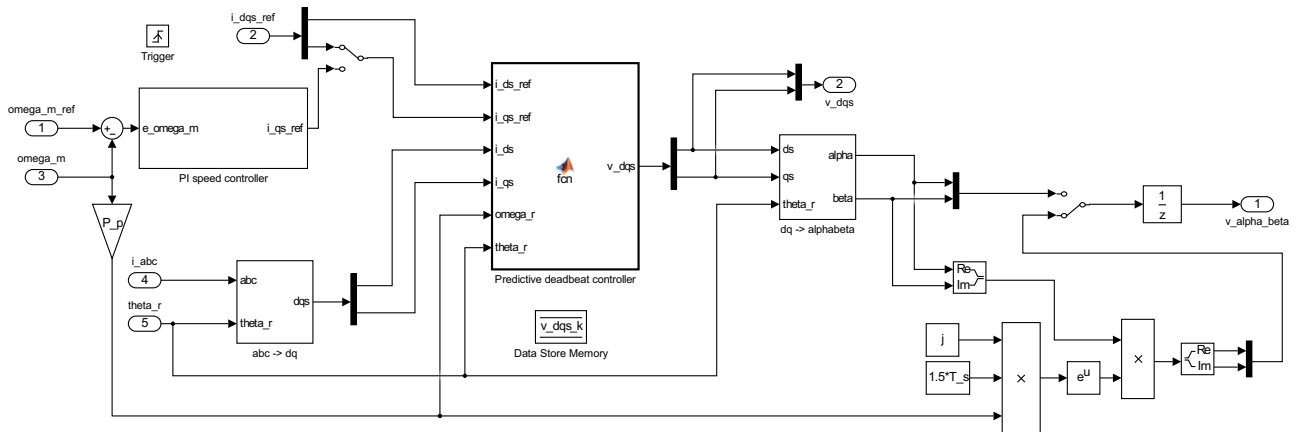 i_dqs_ref
2
Trigger
omega_m_ref
1
e_omega_m
i_qs_ref
PI speed controller
omega_m
3
P_p
i_abc
4
theta_r
5
abc
dqs
theta_r
abc -> dq
i_ds_ref
i_qs_ref
i_ds
i_qs
omega_r
theta_r
fcn
v_dqs
Predictive deadbeat controller
v_dqs_k
Data Store Memory
2
v_dqs
ds
alpha
qs
beta
theta_r
dq -> alphabeta
Re
Im
j
1.5*T_s
×
e^u
×
Re
Im
1
z
1
v_alpha_beta